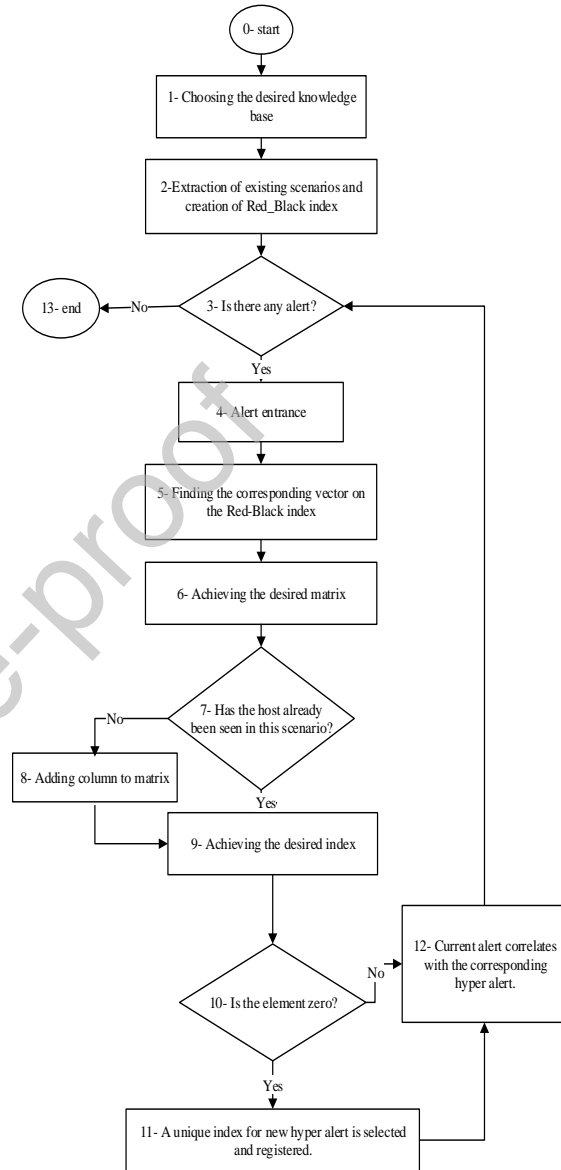 0- start
1- Choosing the desired knowledge
base
2-Extraction of existing scenarios and
creation of Red_Black index
3- Is there any alert?
No
13- end
Yes
4- Alert entrance
5- Finding the corresponding vector on
the Red-Black index
6- Achieving the desired matrix
7- Has the host already
been seen in this scenario?
No
8- Adding column to matrix
Yes
9- Achieving the desired index
10- Is the element zero?
No
12- Current alert correlates
with the corresponding
hyper alert.
Yes
11- A unique index for new hyper alert is selected
and registered.
e-proof